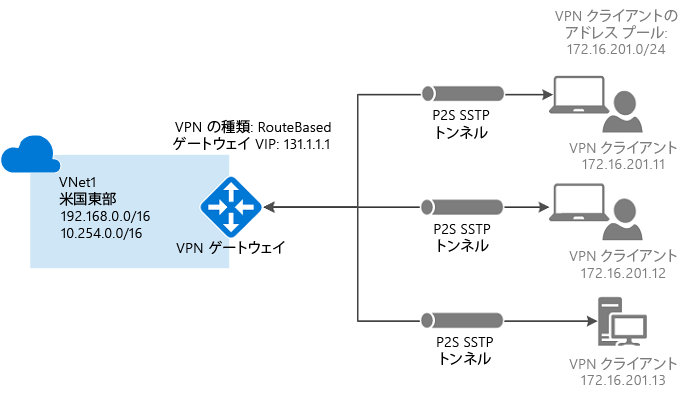 VPN クライアントの
アドレス プール:
172.16.201.0/24
P2S SSTP
トンネル
VPN の種類: RouteBased
ゲートウェイ VIP: 131.1.1.1
VPN クライアント
172.16.201.11
VNet1
米国東部
192.168.0.0/16
10.254.0.0/16
VPN ゲートウェイ
P2S SSTP
トンネル
VPN クライアント
172.16.201.12
P2S SSTP
トンネル
VPN クライアント
172.16.201.13